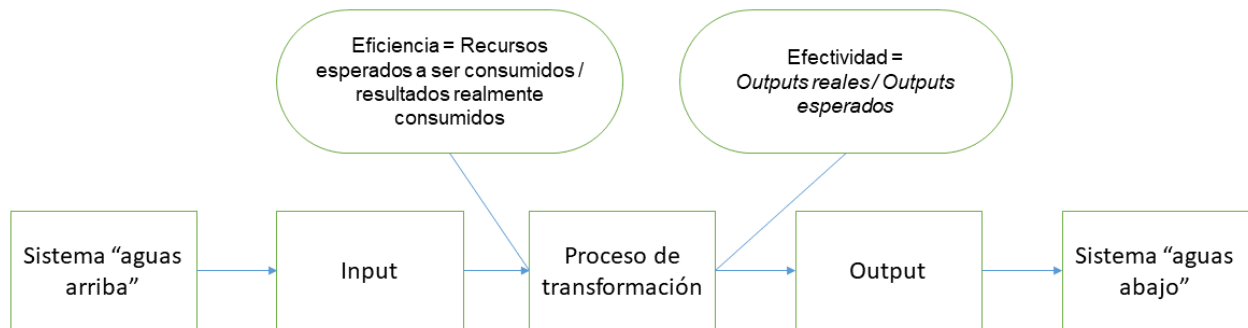 Eficiencia = Recursos
esperados a ser consumidos /
resultados realmente
consumidos
Efectividad =
Outputs reales / Outputs
esperados
Sistema “aguas
arriba”
Input
Proceso de
transformación
Output
Sistema “aguas
abajo”